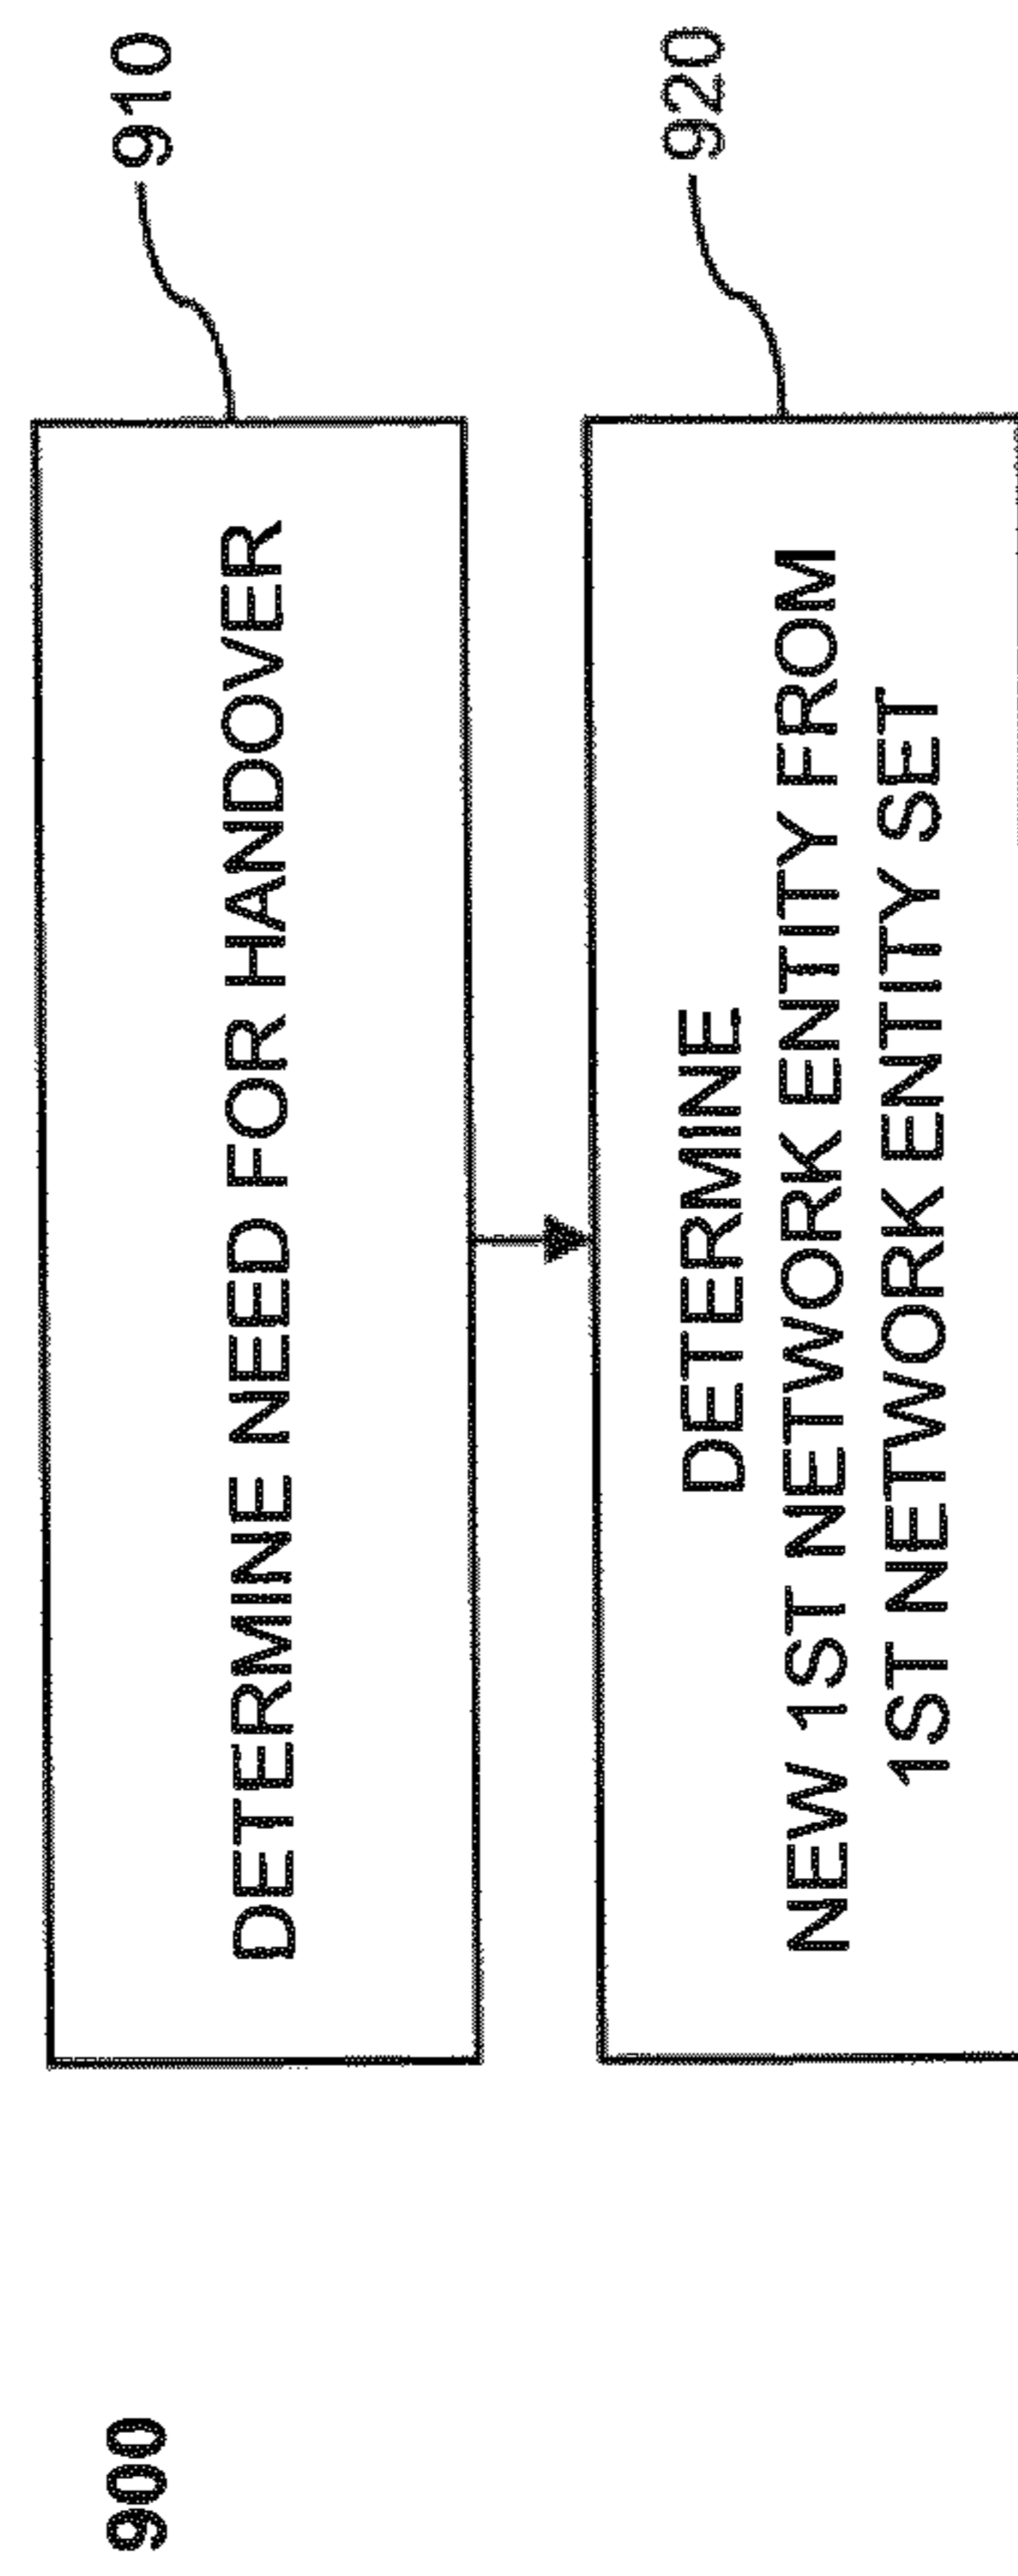 900
910
DETERMINE NEED FOR HANDOVER
920
DETERMINE
NEW 1ST NETWORK ENTITY FROM
1ST NETWORK ENTITY SET